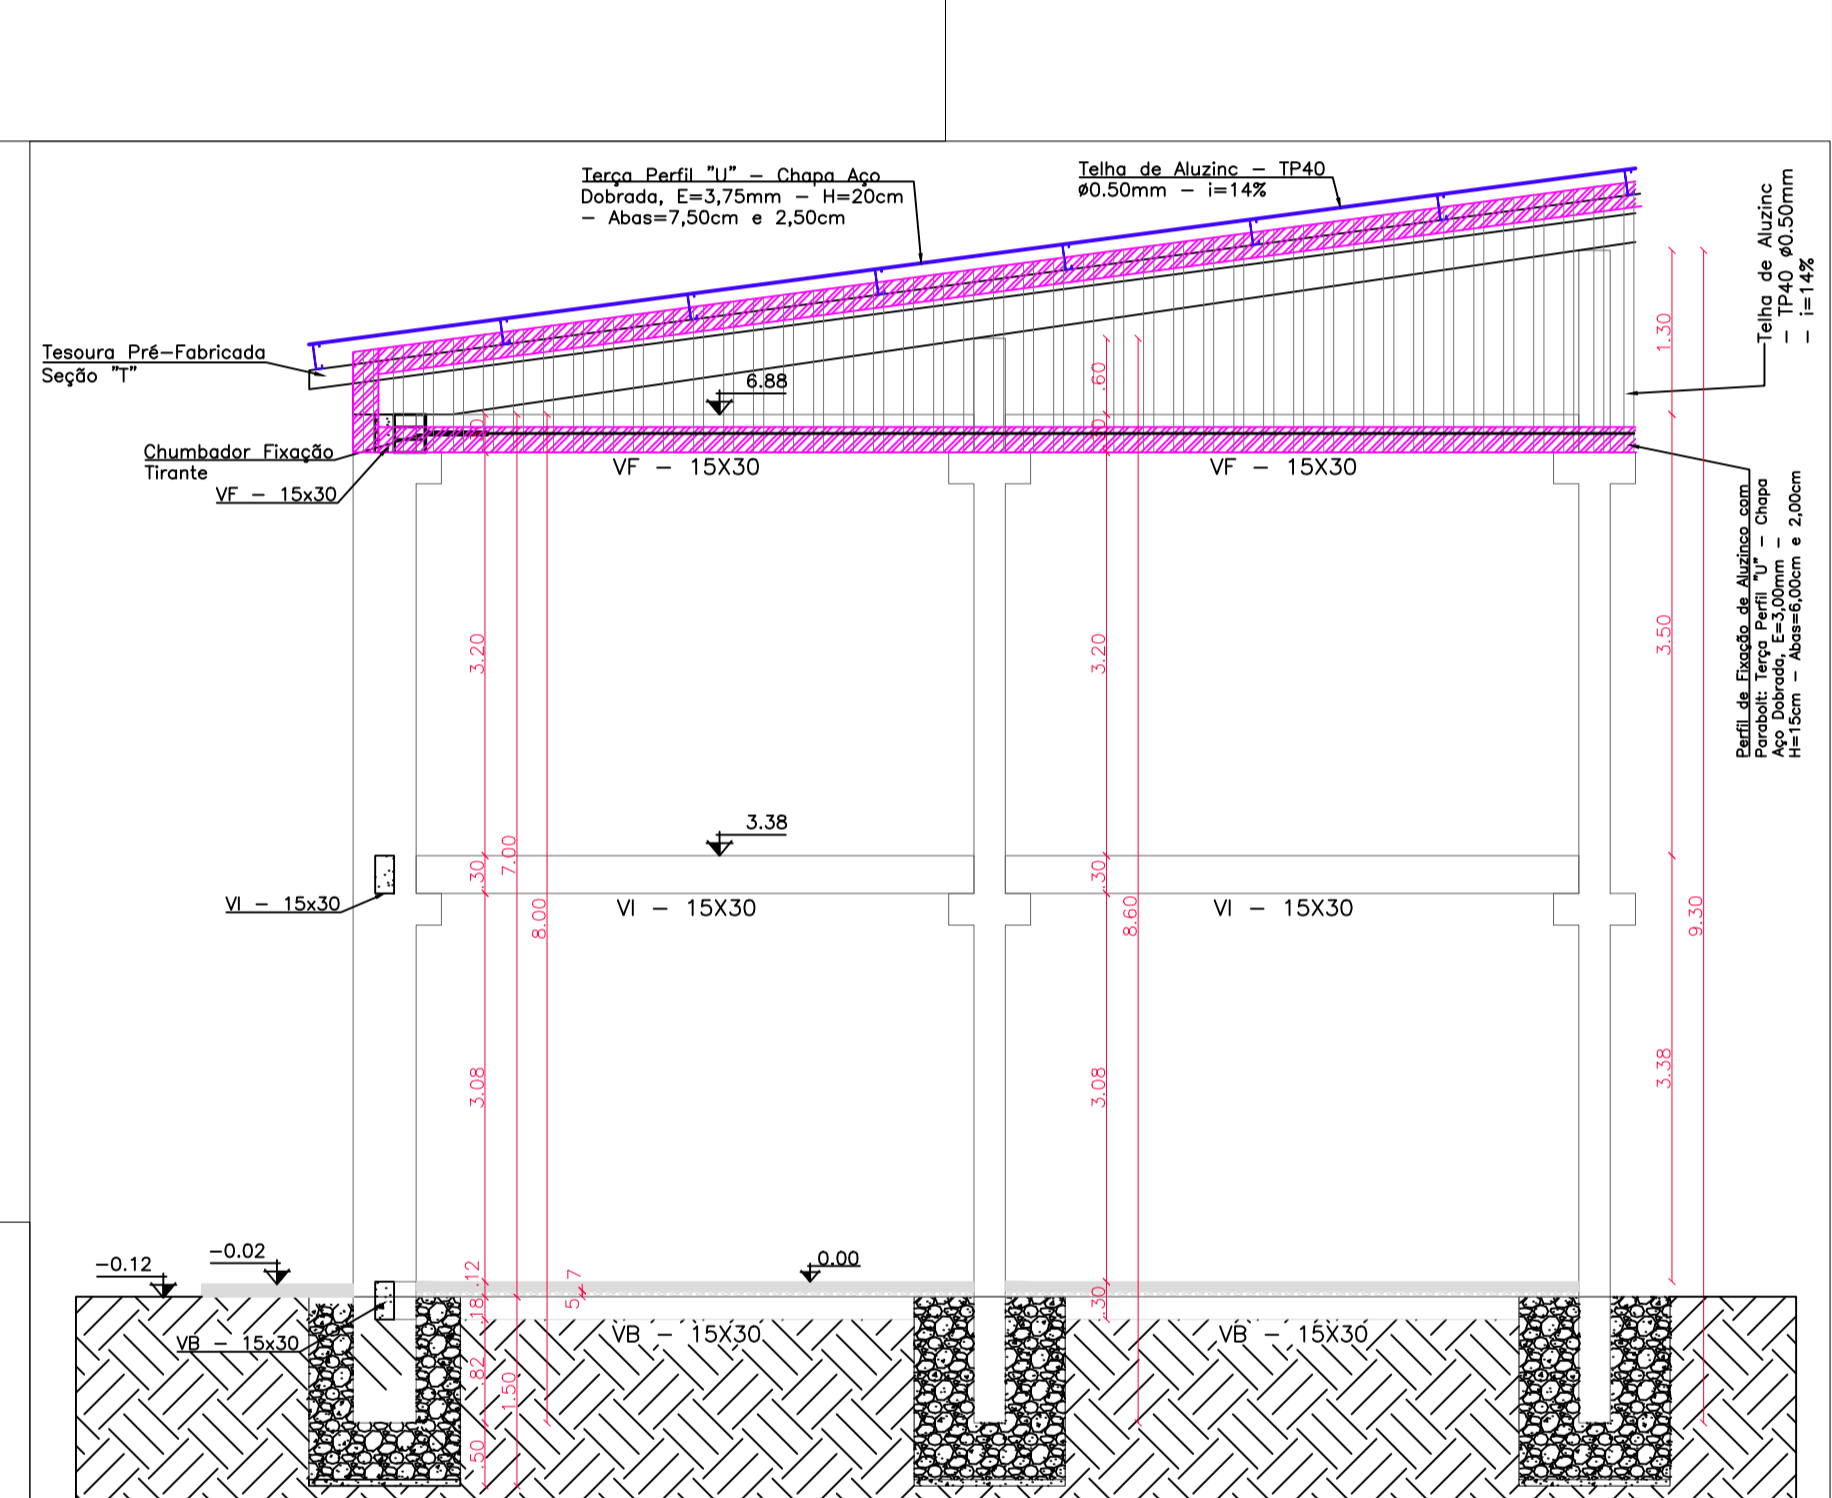 Terça Perfil "U" – Chapa Aço
Dobrada, E=3,75mm – H=20cm
– Abas=7,50cm e 2,50cm
Telha de Aluzinc – TP40
ø0.50mm – i=14%
Telha de Aluzinc
– TP40 ø0.50mm
– i=14%
Tesoura Pré-Fabricada
Seção "T"
6.88
.60
1.30
Chumbador Fixação
Tirante
VF – 15x30
VF – 15X30
VF – 15X30
Perfil de Fixação de Aluzinco com
Parabolt: Terça Perfil "U" – Chapa
Aço Dobrada, E=3,00mm –
H=15cm – Abas=6,00cm e 2,00cm
3.20
3.20
3.50
3.38
7.00
.30
.30
VI – 15x30
VI – 15X30
VI – 15X30
8.00
8.60
9.30
3.08
3.08
3.38
-0.12
-0.02
0.00
.12
7
5
.18
.30
VB – 15x30
VB – 15X30
VB – 15X30
.82
1.50
.50